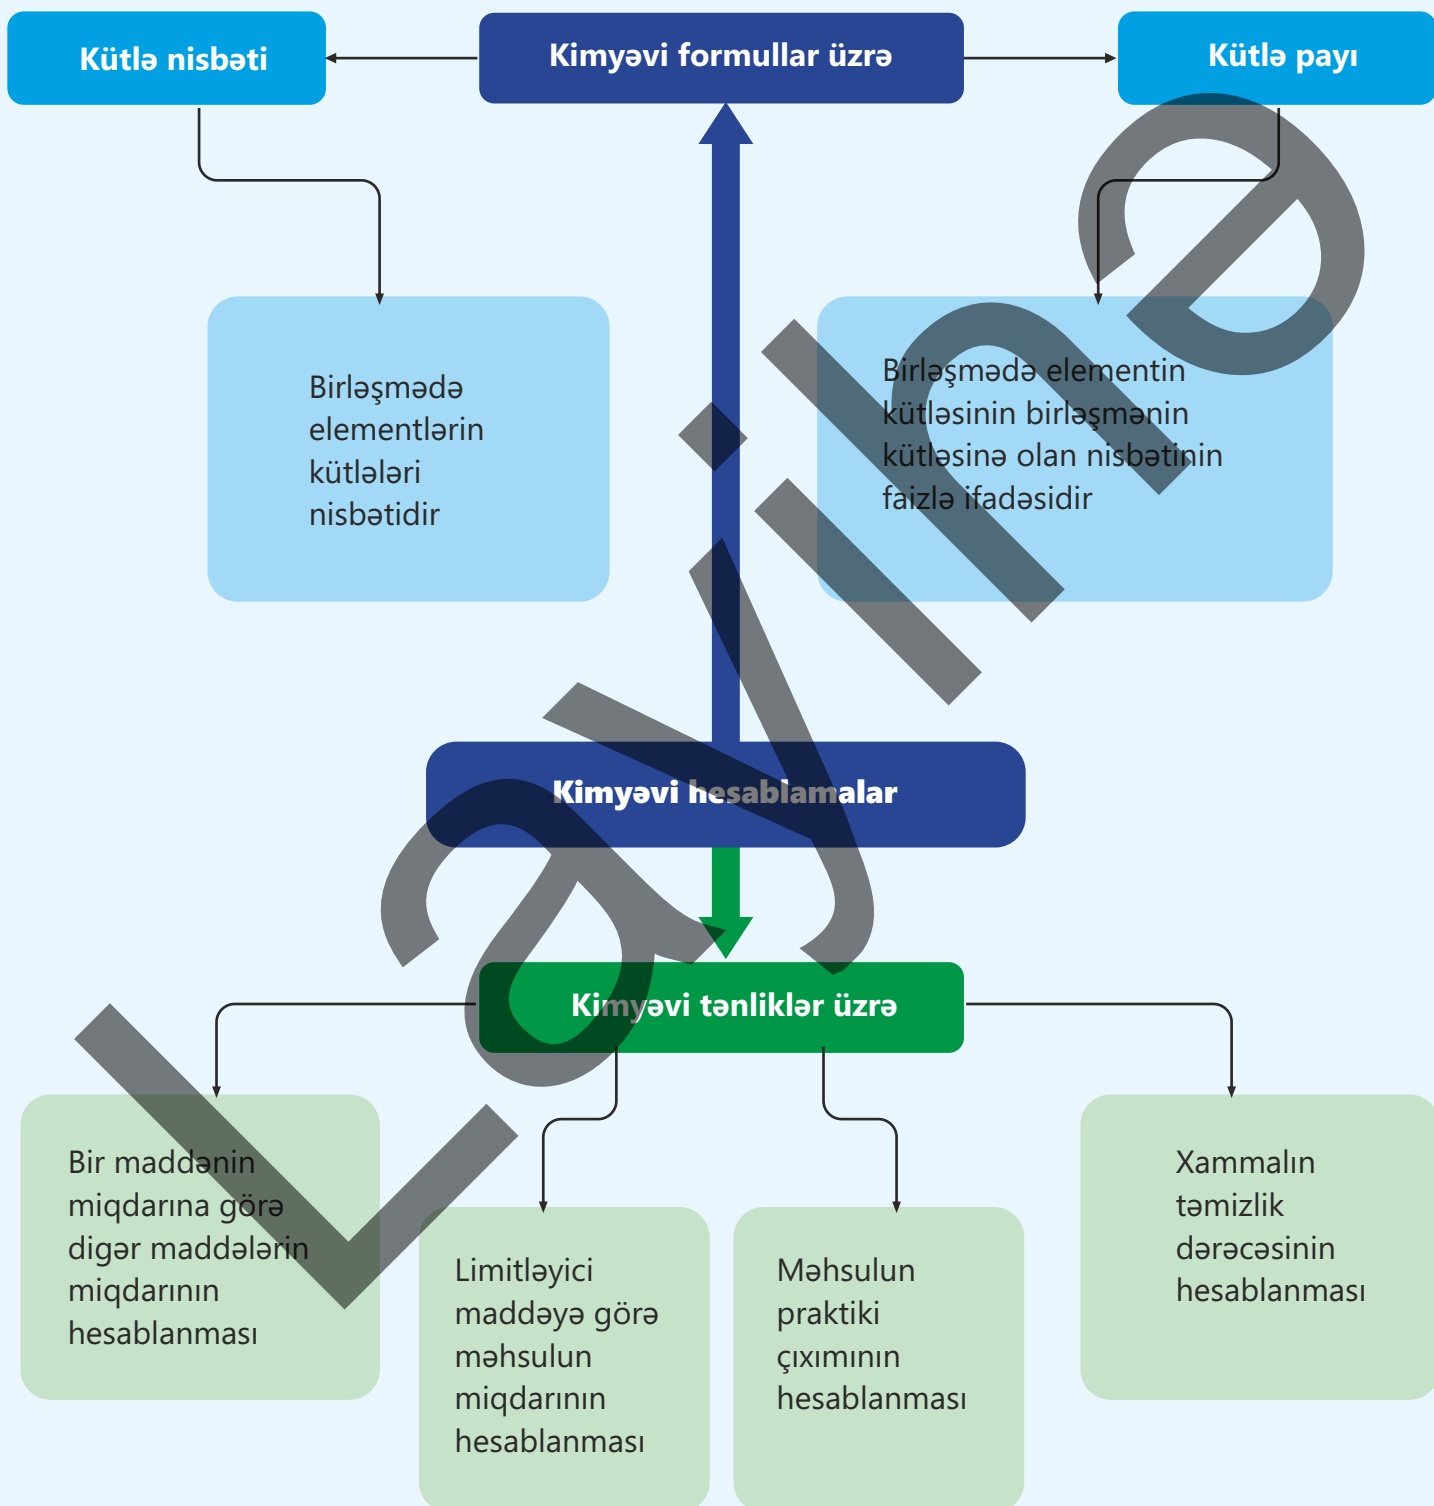 Kütlə nisbəti
Kimyəvi formullar üzrə
Kütlə payı
Birləşmədə
elementlərin
kütlələri
nisbətidir
Birləşmədə elementin
kütləsinin birləşmənin
kütləsinə olan nisbətinin
faizlə ifadəsidir
Kimyəvi hesablamalar
Kimyəvi tənliklər üzrə
Bir maddənin
miqdarına görə
digər maddələrin
miqdarının
hesablanması
Limitləyici
maddəyə görə
məhsulun
miqdarının
hesablanması
Məhsulun
praktiki
çıxımının
hesablanması
Xammalın
təmizlik
dərəcəsinin
hesablanması
Layihə